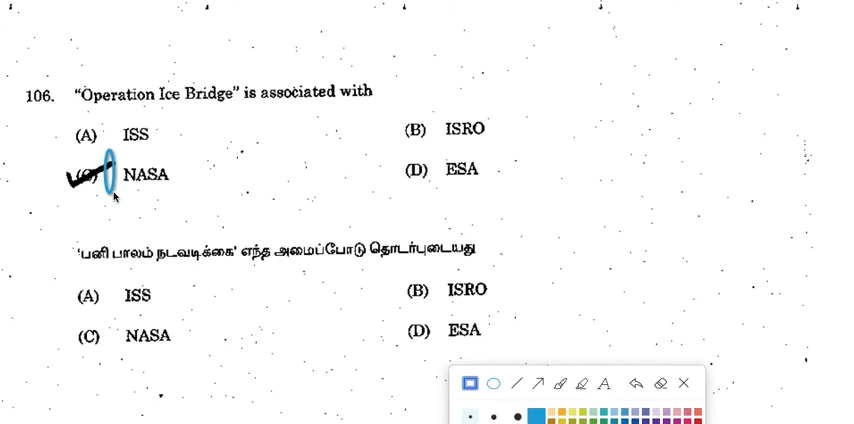 106. "Operation Ice Bridge" is associated with
(A) ISS (B) ISRO
(C) NASA (D) ESA
'பனி பாலம் நடவடிக்கை' எந்த அமைப்போடு தொடர்புடையது
(A) ISS (B) ISRO
(C) NASA (D) ESA
A